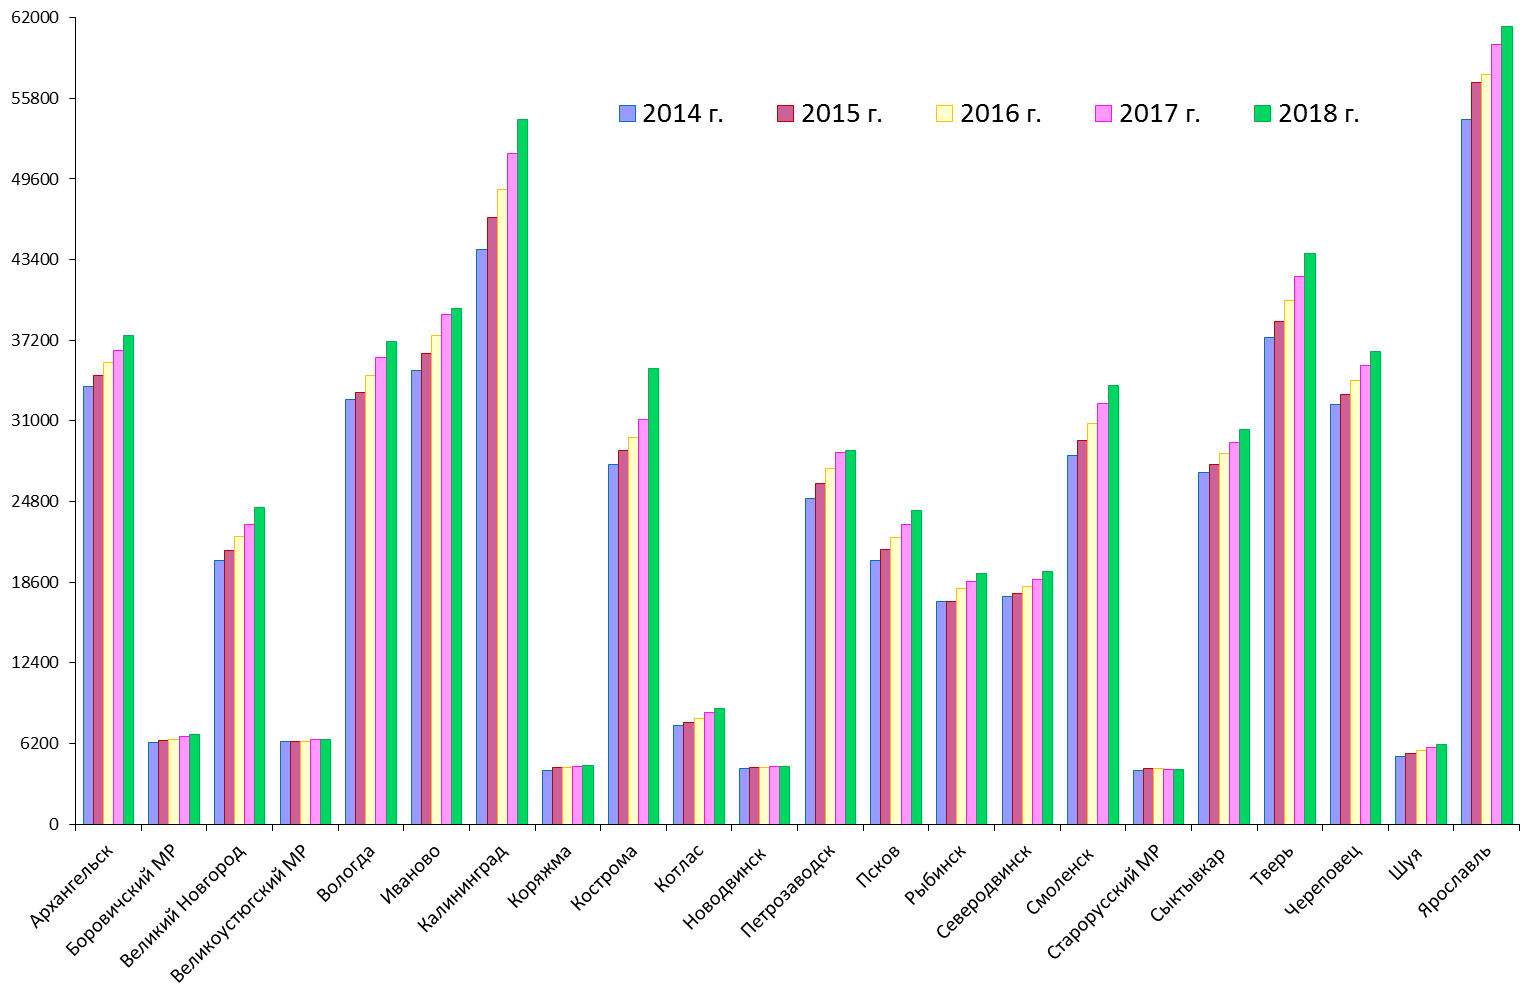 62000
55800
49600
43400
37200
31000
24800
18600
12400
6200
0
2014 г. 2015 г. 2016 г. 2017 г. 2018 г.
Архангельск
Боровичский МР
Великий Новгород
Великоустюгский МР
Вологда
Иваново
Калининград
Коряжма
Кострома
Котлас
Новодвинск
Петрозаводск
Псков
Рыбинск
Северодвинск
Смоленск
Старорусский МР
Сыктывкар
Тверь
Череповец
Шуя
Ярославль